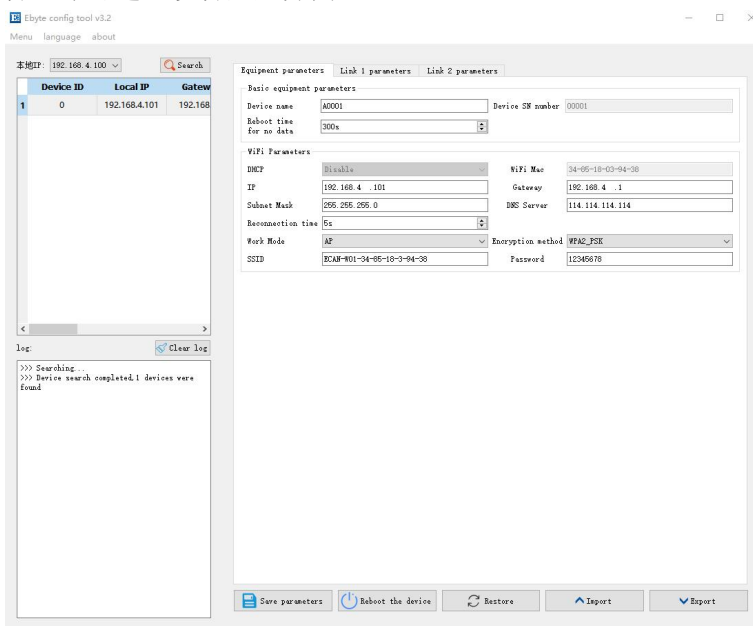 Ebyte config tool v3.2
Menu language about
本地IP: 192.168.4.100 Search
Device ID Local IP Gatew
1 0 192.168.4.101 192.168
log: Clear log
>>> Searching...
>>> Device search completed,1 devices were
found
Equipment parameters Link 1 parameters Link 2 parameters
Basic equipment parameters
Device name A0001 Device SN number 00001
Reboot time
for no data 300s
WiFi Parameters
DHCP Disable WiFi Mac 34-85-18-03-94-38
IP 192.168.4 .101 Gateway 192.168.4 .1
Subnet Mask 255.255.255.0 DNS Server 114.114.114.114
Reconnection time 5s
Work Mode AP Encryption method WPA2_PSK
SSID ECAN-W01-34-85-18-3-94-38 Password 12345678
Save parameters Reboot the device Restore Import Export